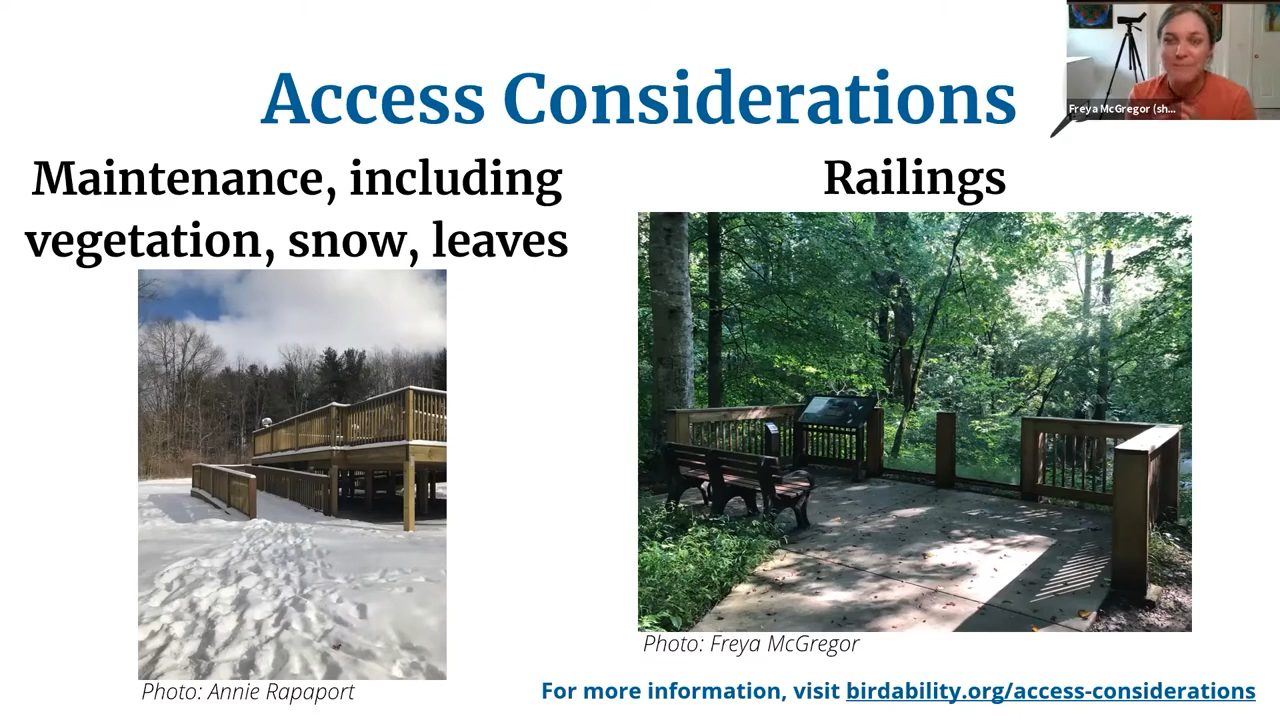 Access Considerations
Freya McGregor (sh...
Maintenance, including
vegetation, snow, leaves
Railings
Photo: Freya McGregor
Photo: Annie Rapaport
For more information, visit birdability.org/access-considerations